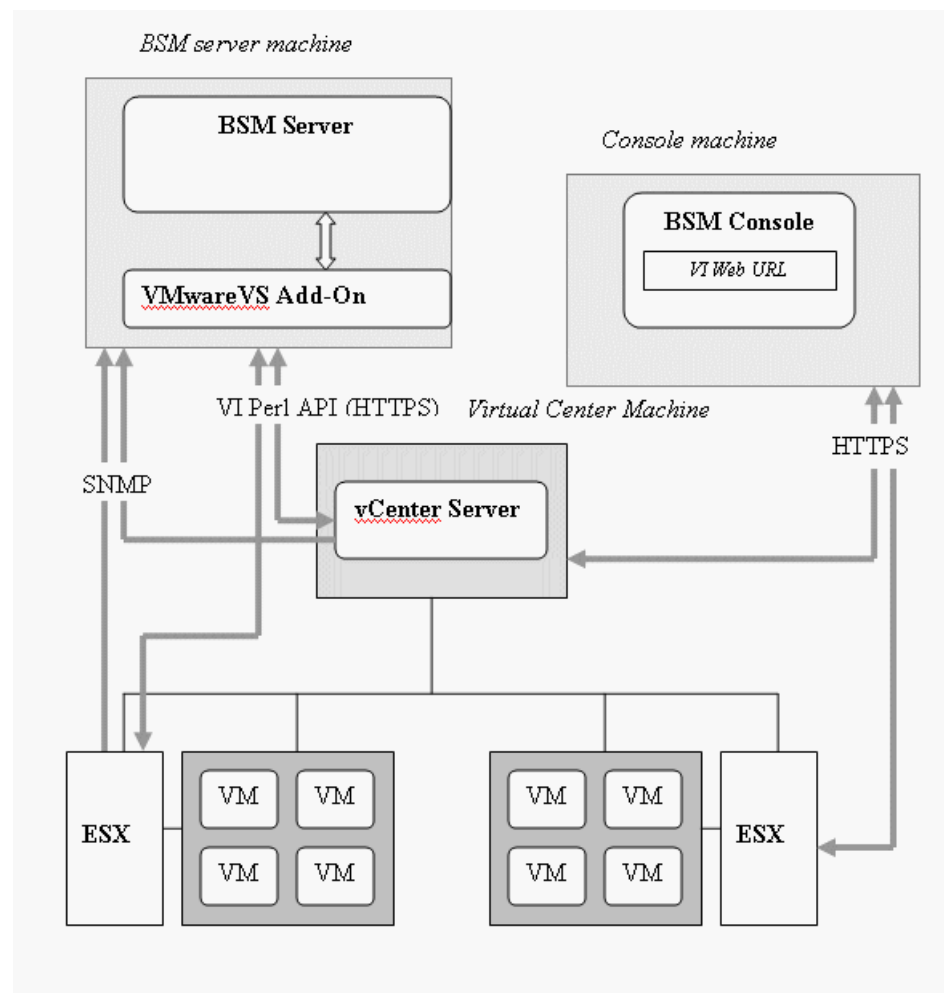 BSM server machine
BSM Server
Console machine
BSM Console
VI Web URL
VMwareVS Add-On
VI Perl API (HTTPS)
Virtual Center Machine
HTTPS
SNMP
vCenter Server
VM VM
VM VM
ESX
VM VM
VM VM
ESX